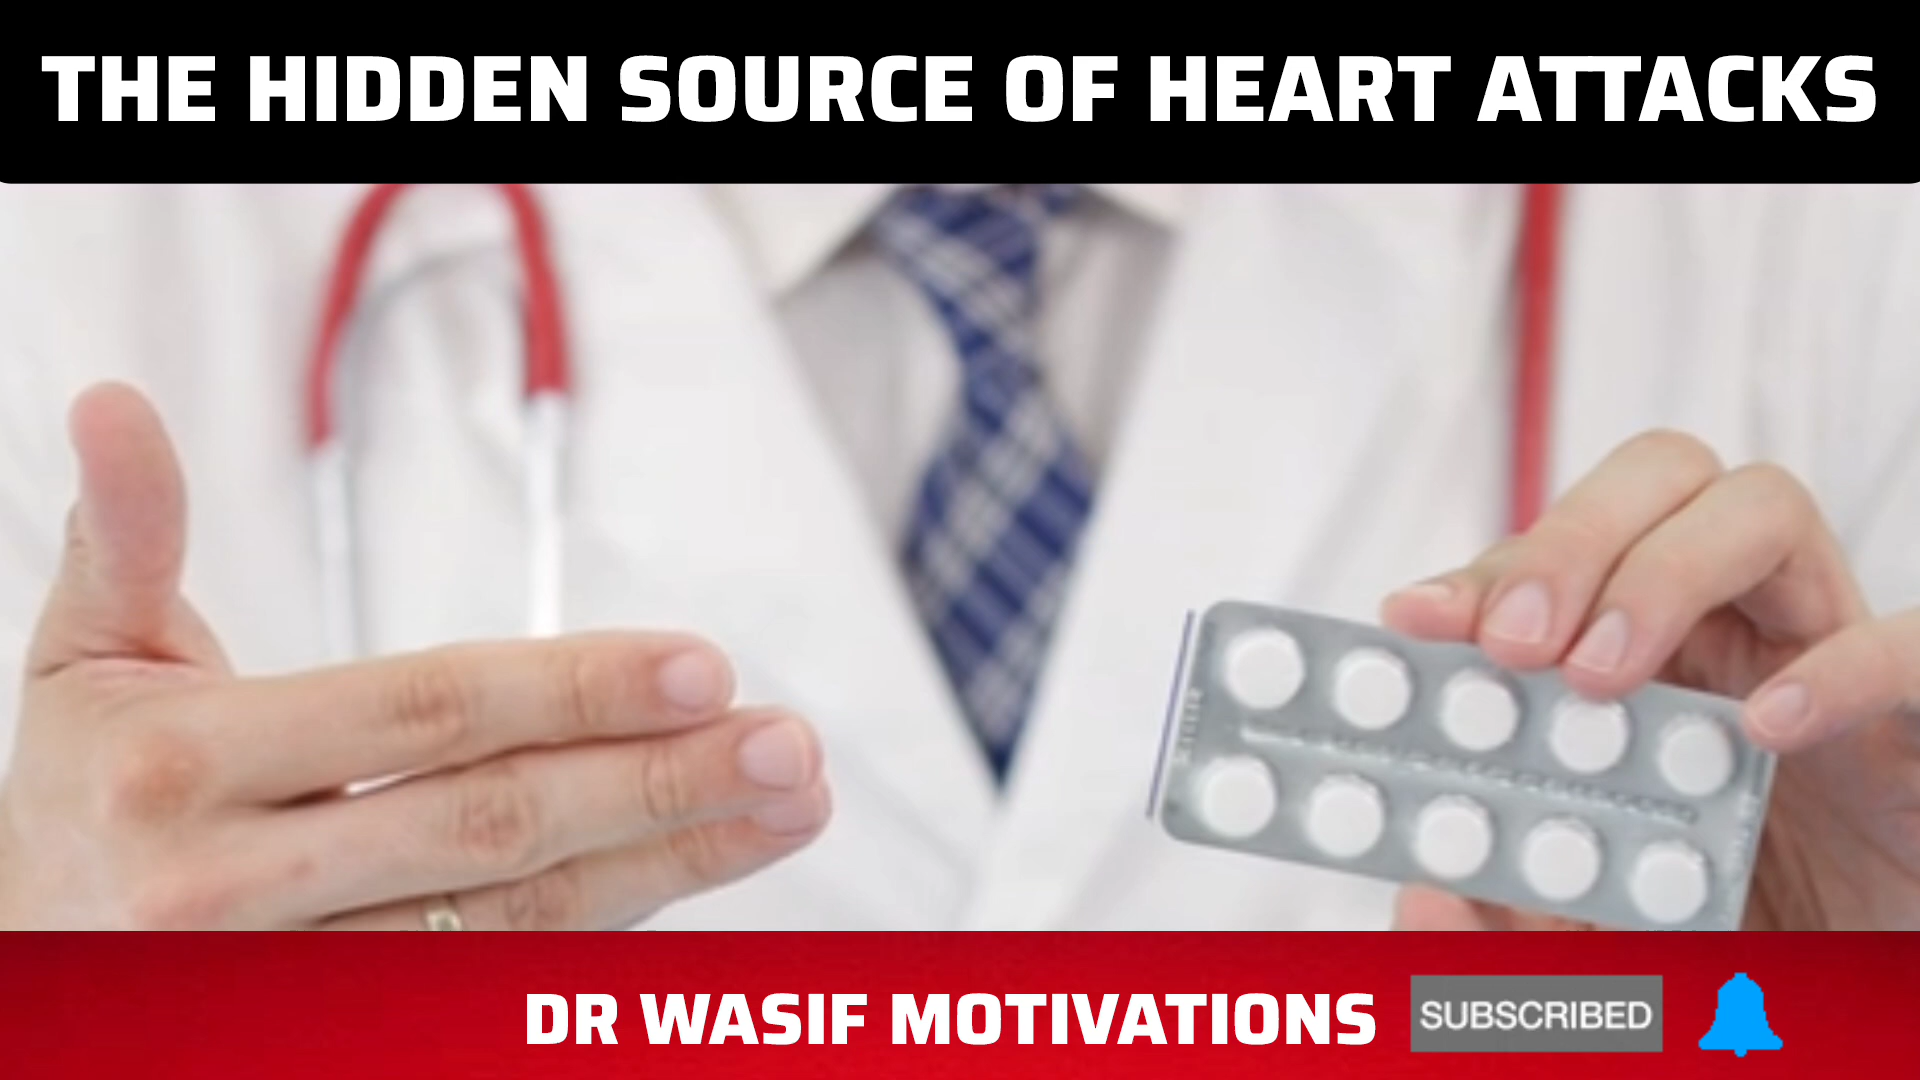 THE HIDDEN SOURCE OF HEART ATTACKS
DR WASIF MOTIVATIONS
SUBSCRIBED